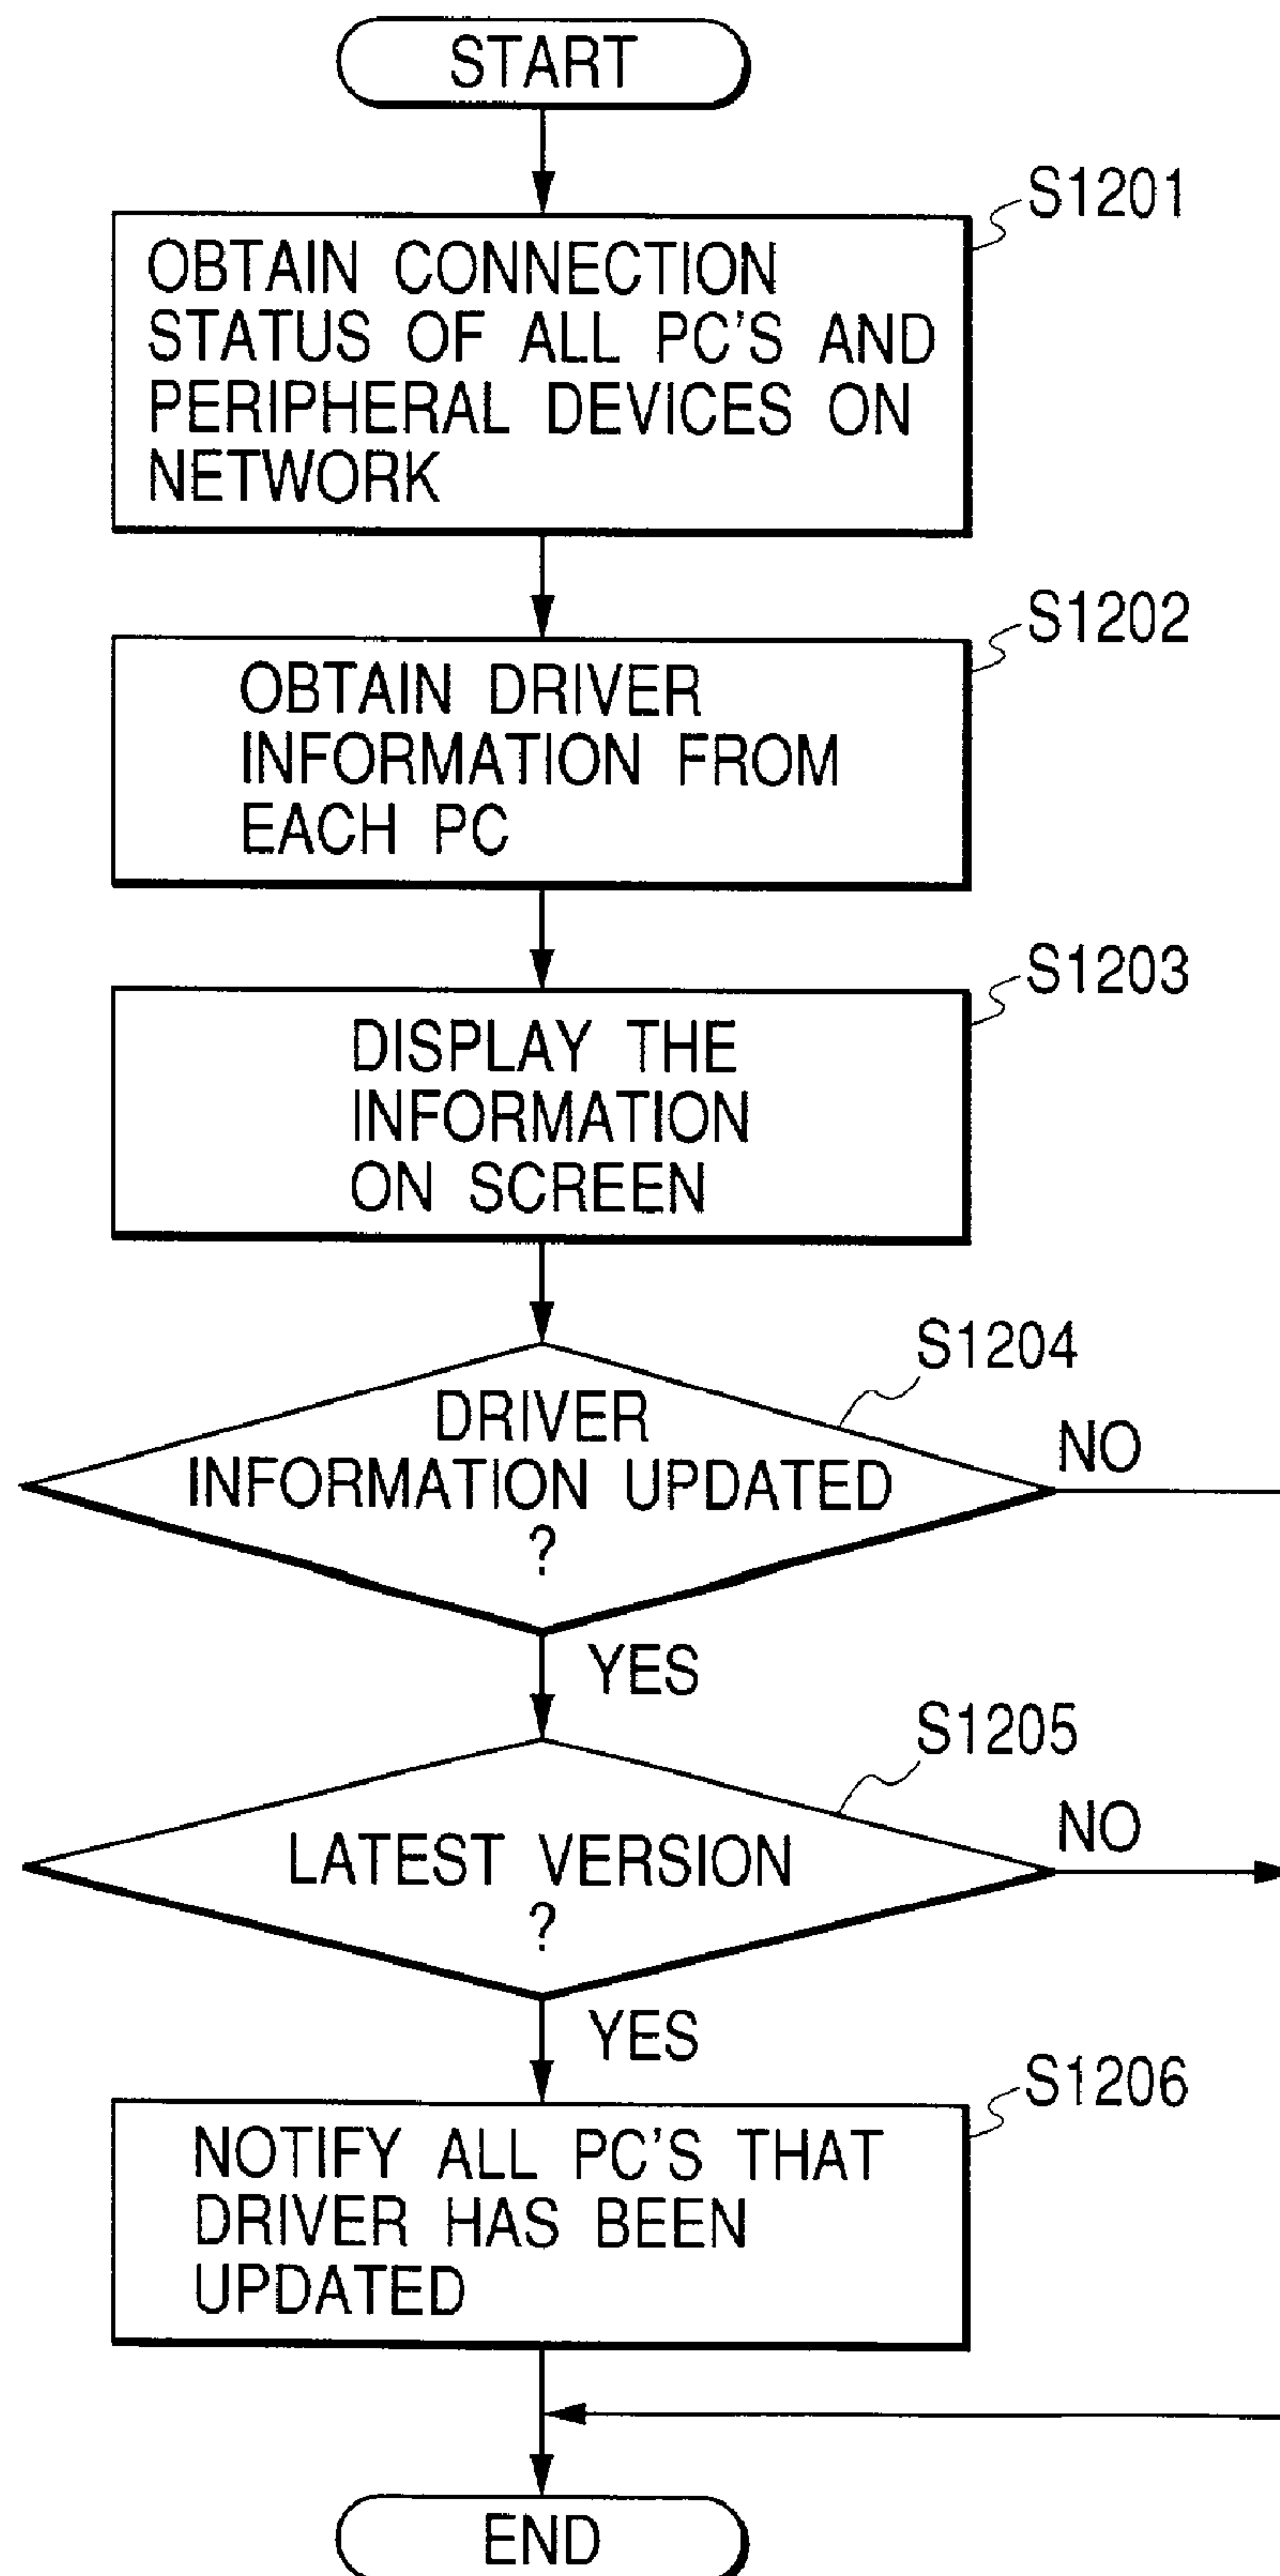 START
S1201
OBTAIN CONNECTION
STATUS OF ALL PC'S AND
PERIPHERAL DEVICES ON
NETWORK
S1202
OBTAIN DRIVER
INFORMATION FROM
EACH PC
S1203
DISPLAY THE
INFORMATION
ON SCREEN
S1204
DRIVER
INFORMATION UPDATED
?
NO
YES
S1205
LATEST VERSION
?
NO
YES
S1206
NOTIFY ALL PC'S THAT
DRIVER HAS BEEN
UPDATED
END